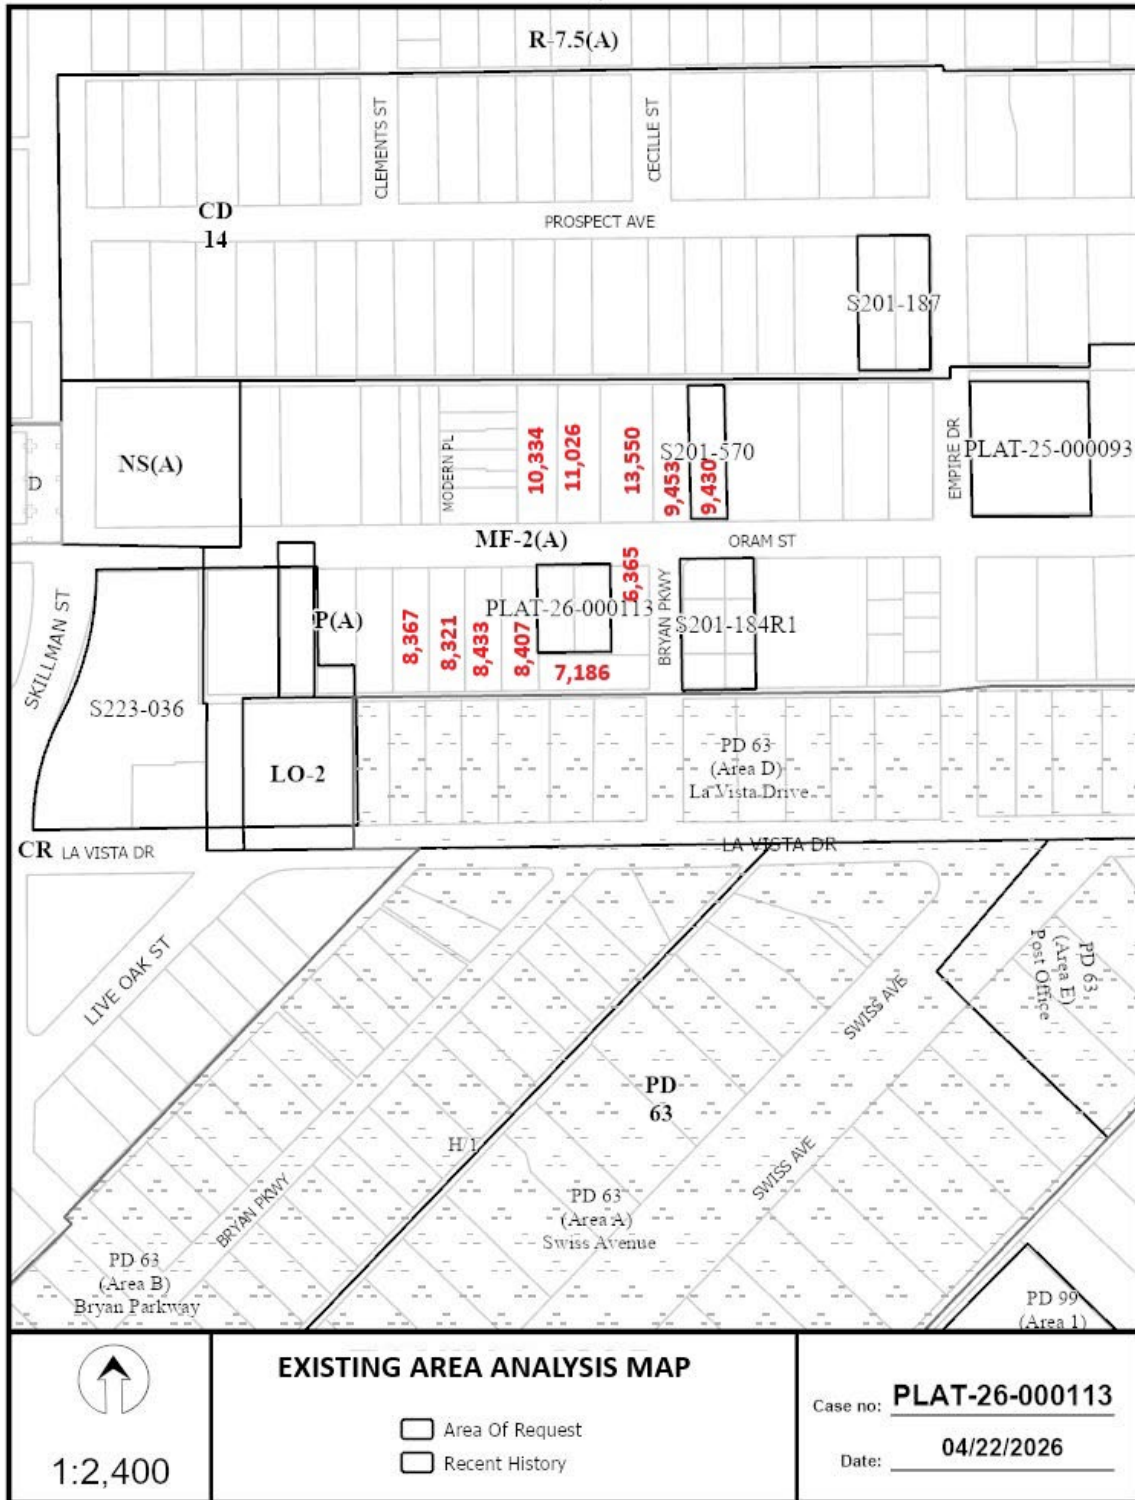 R-7.5(A)
CLEMENTS ST
CECILLE ST
CD
14
PROSPECT AVE
S201-187
NS(A)
D
MODERN PL
10,334
11,026
13,550
9,453
S201-570
9,430
EMPIRE DR
PLAT-25-000093
MF-2(A)
ORAM ST
SKILLMAN ST
P(A)
8,367
8,321
8,433
8,407
PLAT-26-000113
6,365
7,186
BRYAN PKWY
S201-184R1
S223-036
LO-2
PD 63
(Area D)
La Vista Drive
CR
LA VISTA DR
LA VISTA DR
LIVE OAK ST
SWISS AVE
PD 63
(Area E)
Post Office
PD
63
H/1
SWISS AVE
BRYAN PKWY
PD 63
(Area A)
Swiss Avenue
PD 63
(Area B)
Bryan Parkway
PD 99
(Area 1)
1:2,400
EXISTING AREA ANALYSIS MAP
Area Of Request
Recent History
Case no: PLAT-26-000113
Date: 04/22/2026